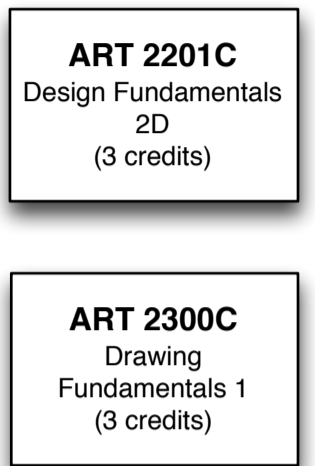 ART 2201C
Design Fundamentals
2D
(3 credits)
ART 2300C
Drawing
Fundamentals 1
(3 credits)